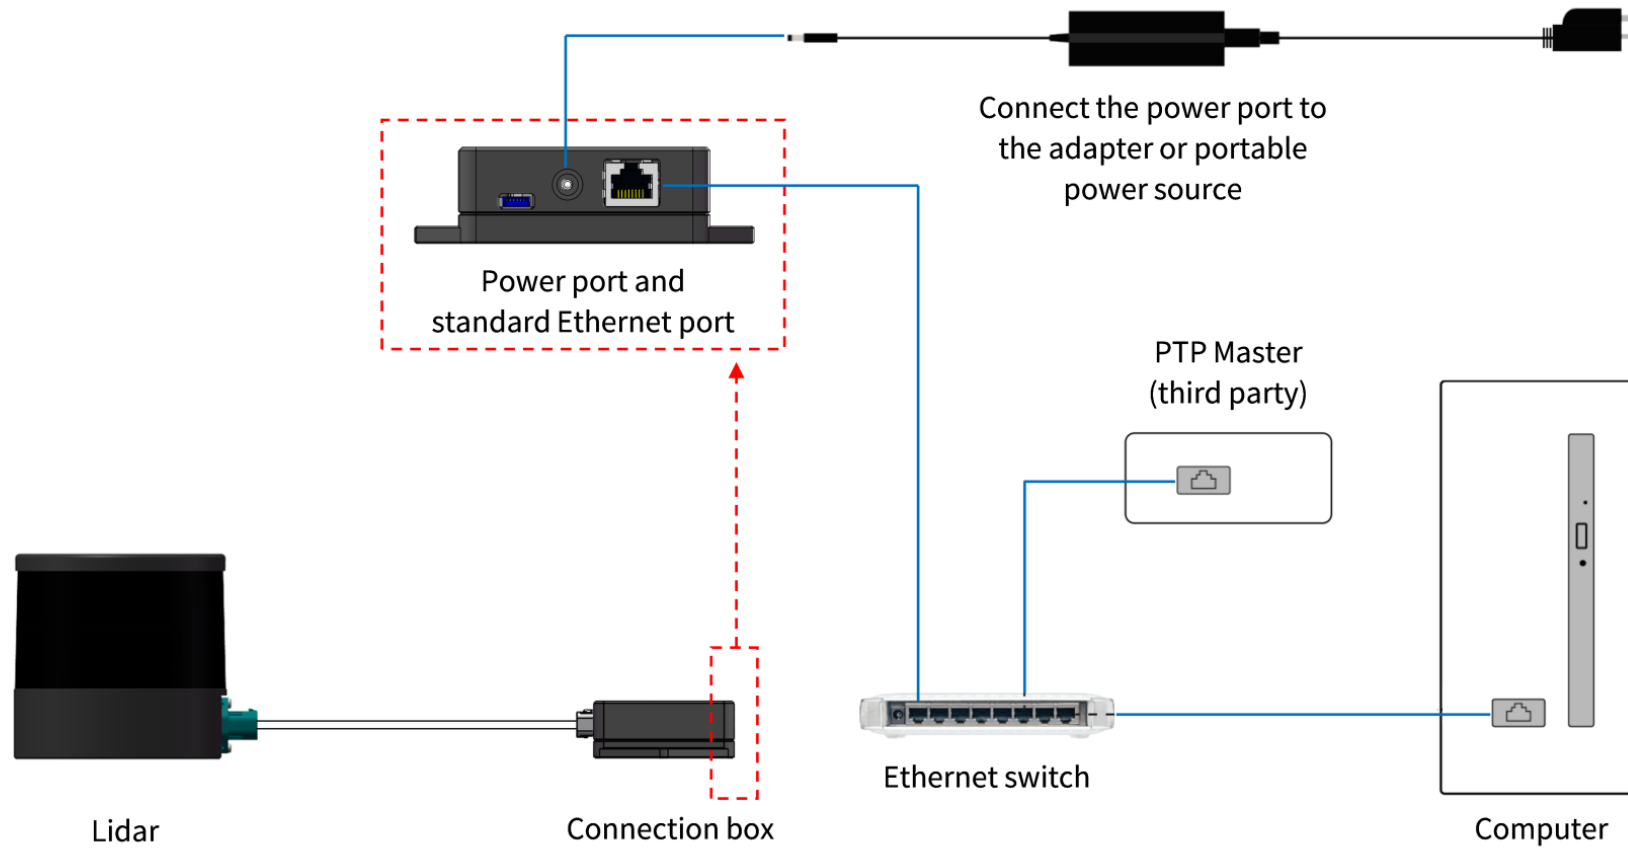 Connect the power port to
the adapter or portable
power source
Power port and
standard Ethernet port
PTP Master
(third party)
Ethernet switch
Lidar
Connection box
Computer